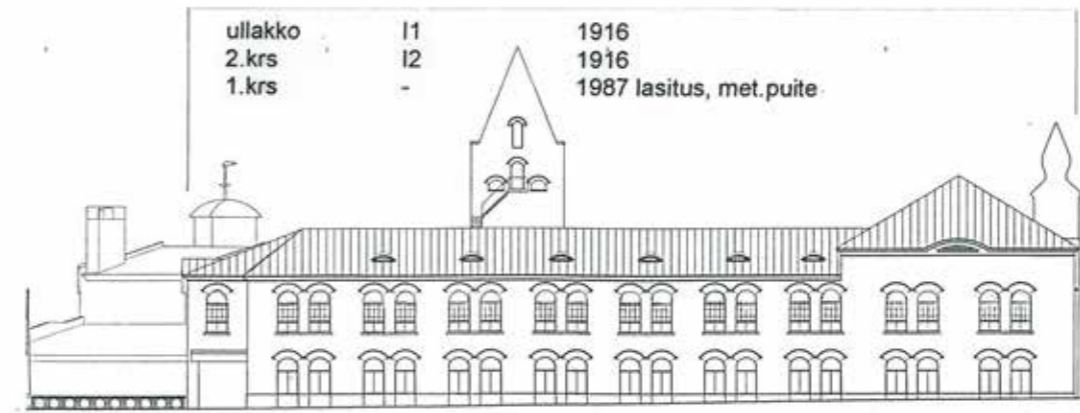 ullakko I1 1916
2.krs I2 1916
1.krs - 1987 lasitus, met.puite